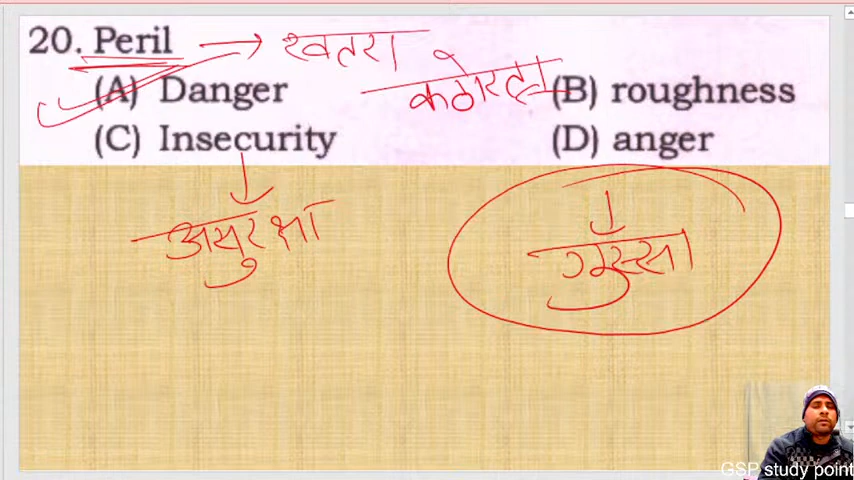 20. Peril → खतरा
कठोरता
(A) Danger (B) roughness
(C) Insecurity (D) anger
असुरक्षा
गुस्सा
GSP study point